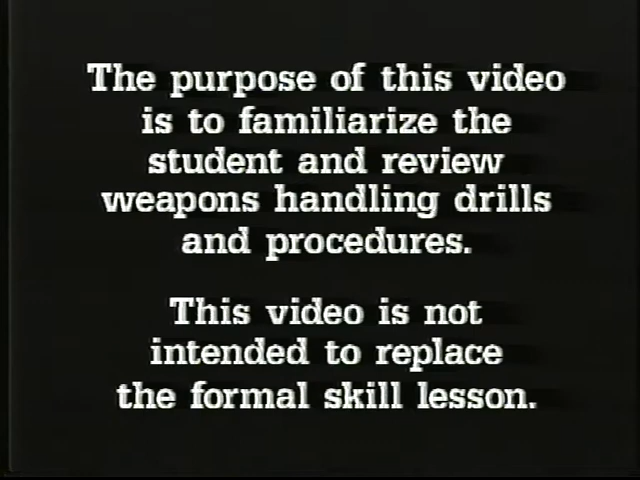 The purpose of this video
is to familiarize the
student and review
weapons handling drills
and procedures.
This video is not
intended to replace
the formal skill lesson.